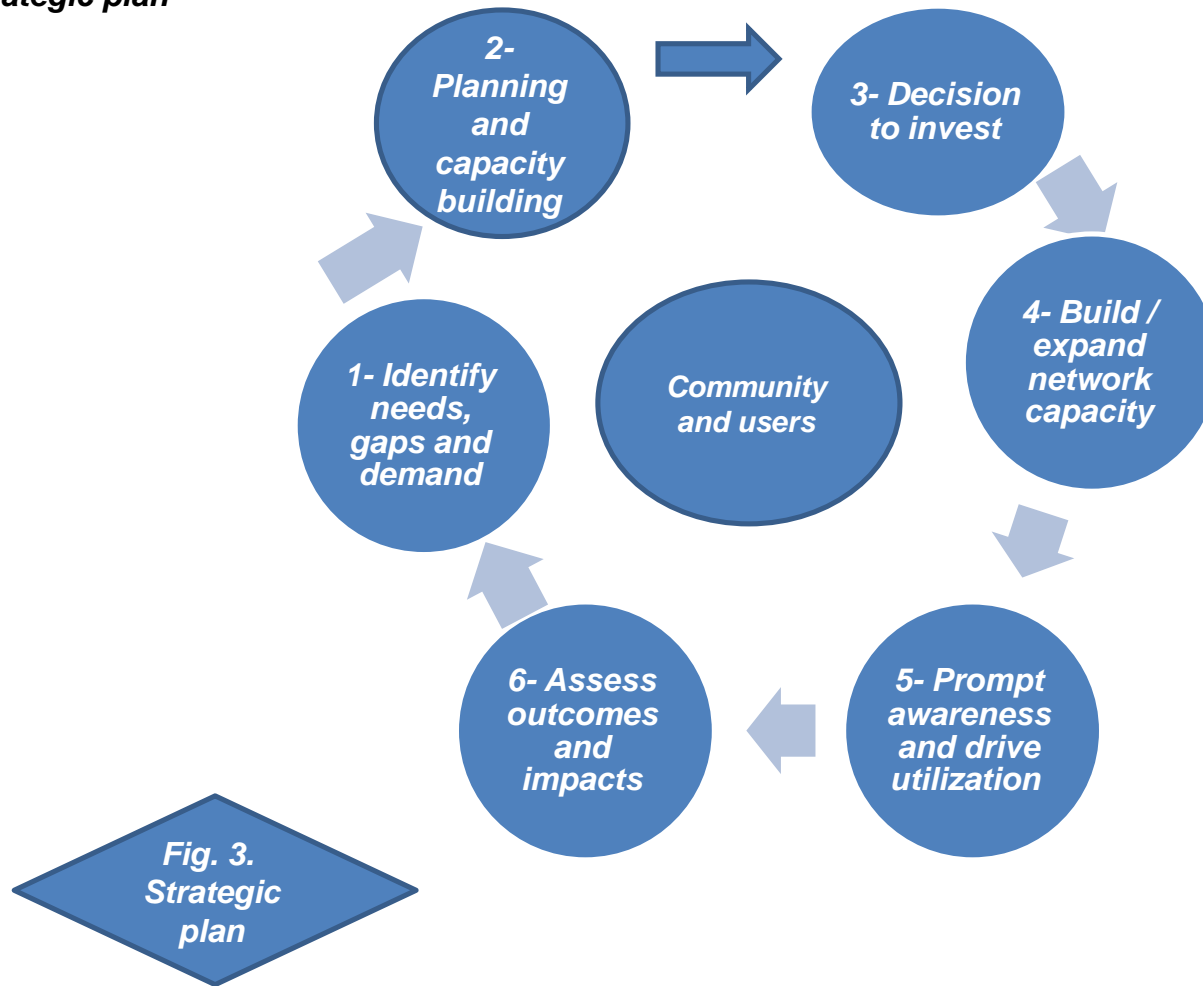 plan
2-
Planning
and
capacity
building
3- Decision
to invest
4- Build /
expand
network
capacity
1- Identify
needs,
gaps and
demand
Community
and users
5- Prompt
awareness
and drive
utilization
6- Assess
outcomes
and
impacts
Fig. 3.
Strategic
plan